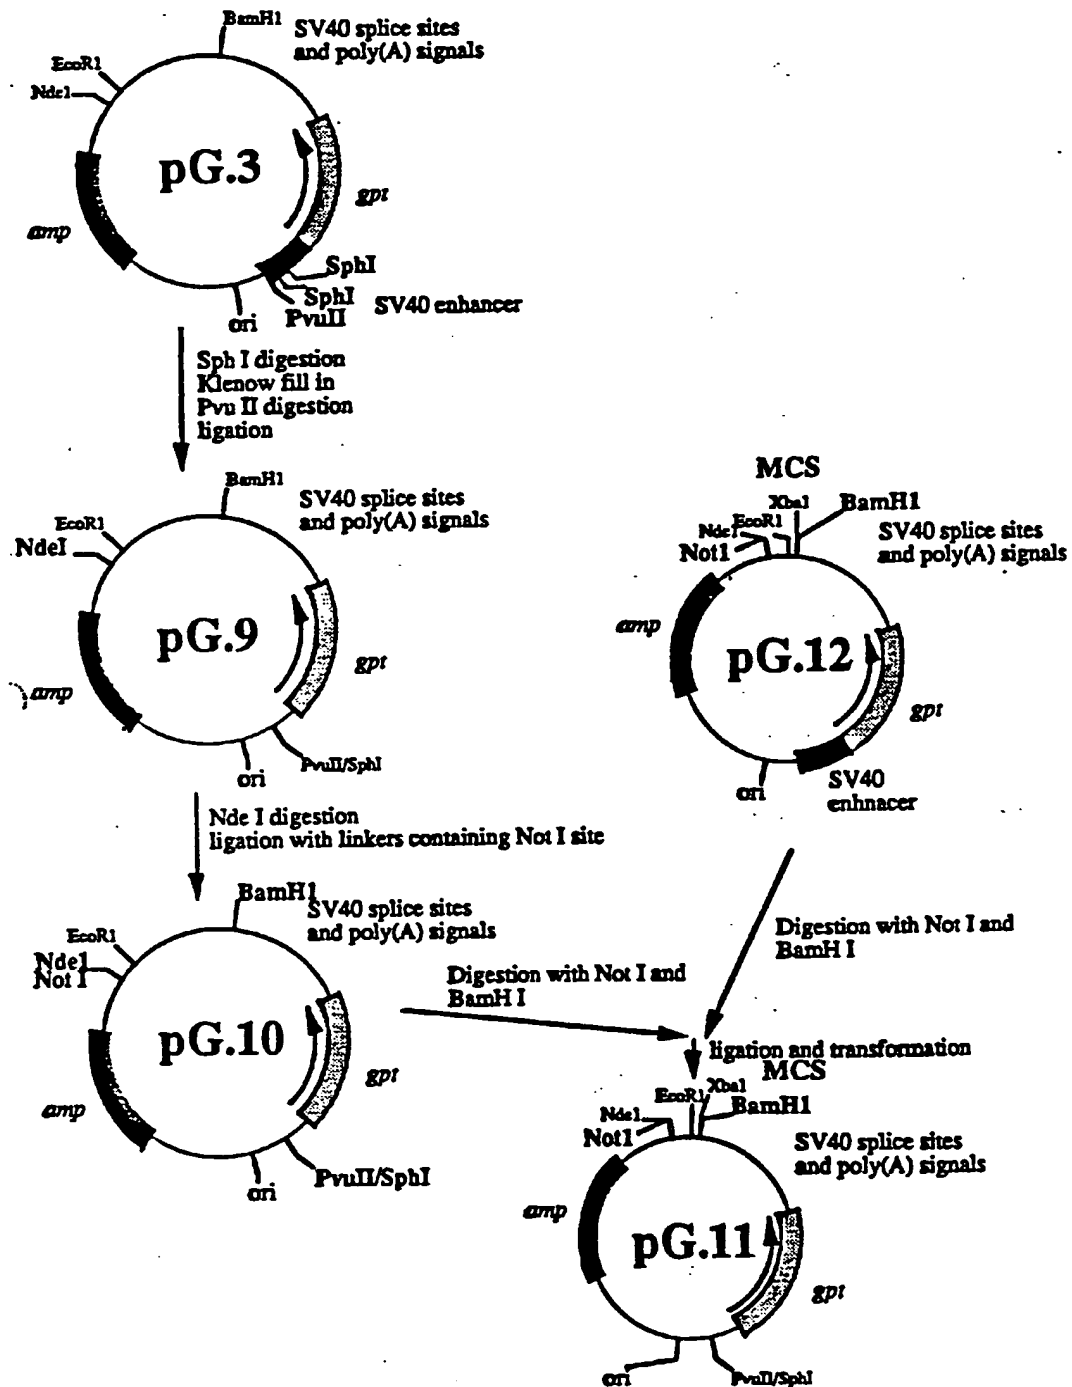 BamH1
SV40 splice sites
and poly(A) signals
EcoR1
Nde1
pG.3
gpt
amp
SphI
SphI
PvuII
SV40 enhancer
ori
Sph I digestion
Klenow fill in
Pvu II digestion
ligation
BamH1
SV40 splice sites
and poly(A) signals
EcoR1
NdeI
pG.9
gpt
amp
PvuII/SphI
ori
MCS
Xba1
BamH1
EcoR1
Nde1
Not1
SV40 splice sites
and poly(A) signals
amp
pG.12
gpt
ori
SV40
enhnacer
Nde I digestion
ligation with linkers containing Not I site
BamH1
SV40 splice sites
and poly(A) signals
EcoR1
Nde1
Not I
pG.10
gpt
amp
PvuII/SphI
ori
Digestion with Not I and
BamH I
Digestion with Not I and
BamH I
ligation and transformation
MCS
Xba1
EcoR1
BamH1
Nde1
Not1
SV40 splice sites
and poly(A) signals
amp
pG.11
gpt
ori
PvuII/SphI